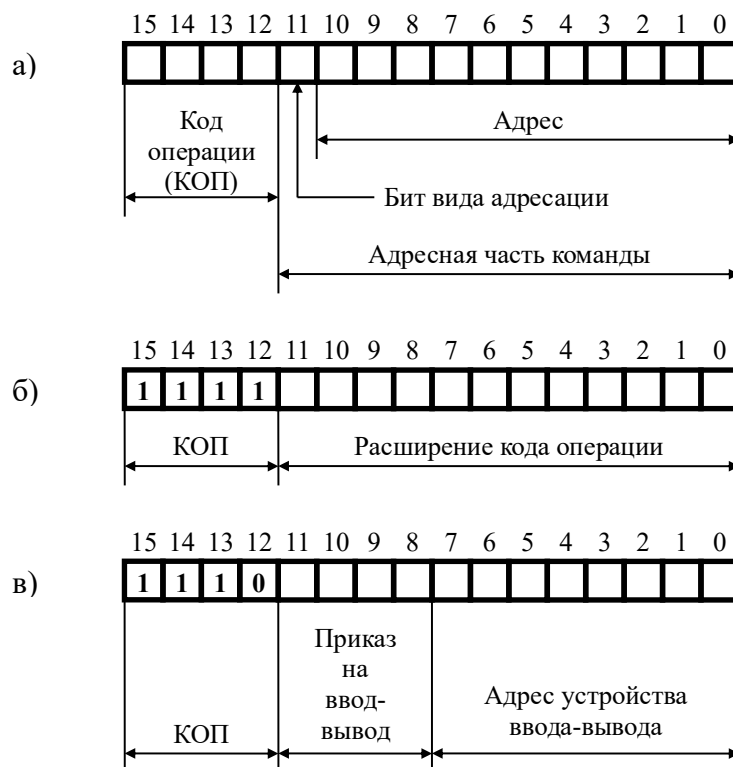 15 14 13 12 11 10 9 8 7 6 5 4 3 2 1 0
а)
Код
операции
(КОП)
Адрес
Бит вида адресации
Адресная часть команды
15 14 13 12 11 10 9 8 7 6 5 4 3 2 1 0
б)
1 1 1 1
КОП
Расширение кода операции
15 14 13 12 11 10 9 8 7 6 5 4 3 2 1 0
в)
1 1 1 0
КОП
Приказ
на
ввод-
вывод
Адрес устройства
ввода-вывода